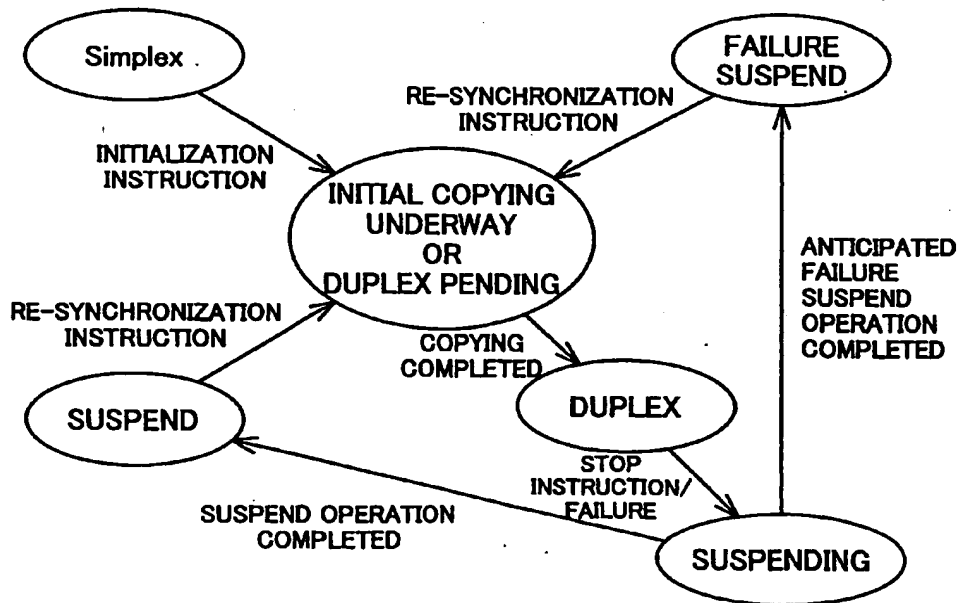 Simplex
FAILURE
SUSPEND
RE-SYNCHRONIZATION
INSTRUCTION
INITIALIZATION
INSTRUCTION
INITIAL COPYING
UNDERWAY
OR
DUPLEX PENDING
ANTICIPATED
FAILURE
SUSPEND
OPERATION
COMPLETED
RE-SYNCHRONIZATION
INSTRUCTION
COPYING
COMPLETED
SUSPEND
DUPLEX
STOP
INSTRUCTION/
FAILURE
SUSPEND OPERATION
COMPLETED
SUSPENDING